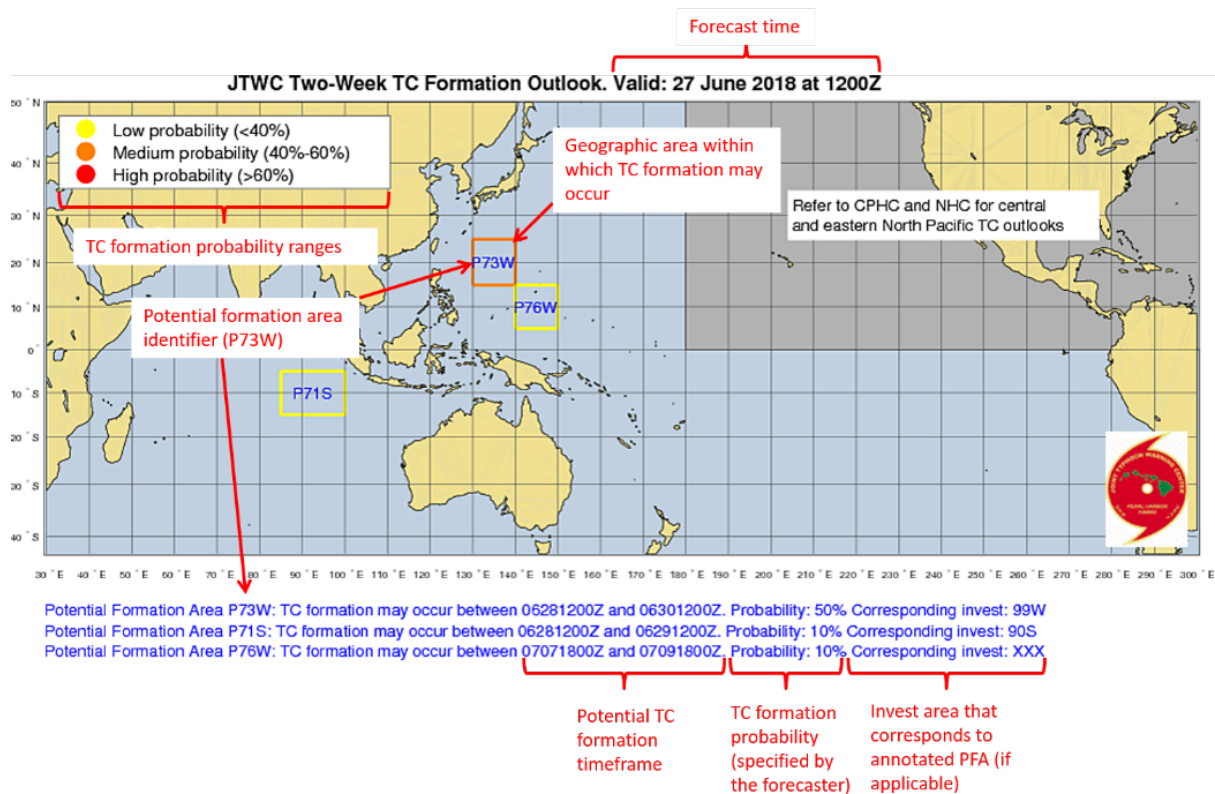 Forecast time
JTWC Two-Week TC Formation Outlook. Valid: 27 June 2018 at 1200Z
50 ° N
40 ° N
30 ° N
20 ° N
10 ° N
0 °
10 ° S
20 ° S
30 ° S
40 ° S
Low probability (<40%)
Medium probability (40%-60%)
High probability (>60%)
TC formation probability ranges
Geographic area within
which TC formation may
occur
Refer to CPHC and NHC for central
and eastern North Pacific TC outlooks
Potential formation area
identifier (P73W)
P73W
P76W
P71S
JOINT TYPHOON WARNING CENTER
PEARL HARBOR
HAWAII
30 ° E 40 ° E 50 ° E 60 ° E 70 ° E 80 ° E 90 ° E 100 ° E 110 ° E 120 ° E 130 ° E 140 ° E 150 ° E 160 ° E 170 ° E 180 ° E 190 ° E 200 ° E 210 ° E 220 ° E 230 ° E 240 ° E 250 ° E 260 ° E 270 ° E 280 ° E 290 ° E 300 ° E
Potential Formation Area P73W: TC formation may occur between 06281200Z and 06301200Z. Probability: 50% Corresponding invest: 99W
Potential Formation Area P71S: TC formation may occur between 06281200Z and 06291200Z. Probability: 10% Corresponding invest: 90S
Potential Formation Area P76W: TC formation may occur between 07071800Z and 07091800Z. Probability: 10% Corresponding invest: XXX
Potential TC
formation
timeframe
TC formation
probability
(specified by
the forecaster)
Invest area that
corresponds to
annotated PFA (if
applicable)